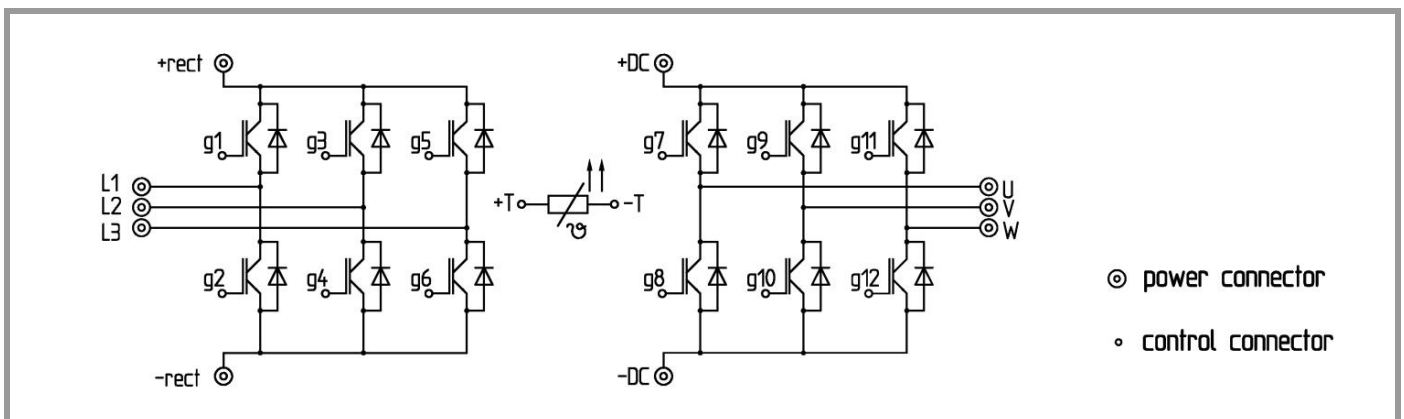 +rect
+DC
g1
g3
g5
g7
g9
g11
L1
L2
L3
+T
-T
ϑ
U
V
W
g2
g4
g6
g8
g10
g12
power connector
control connector
-rect
-DC